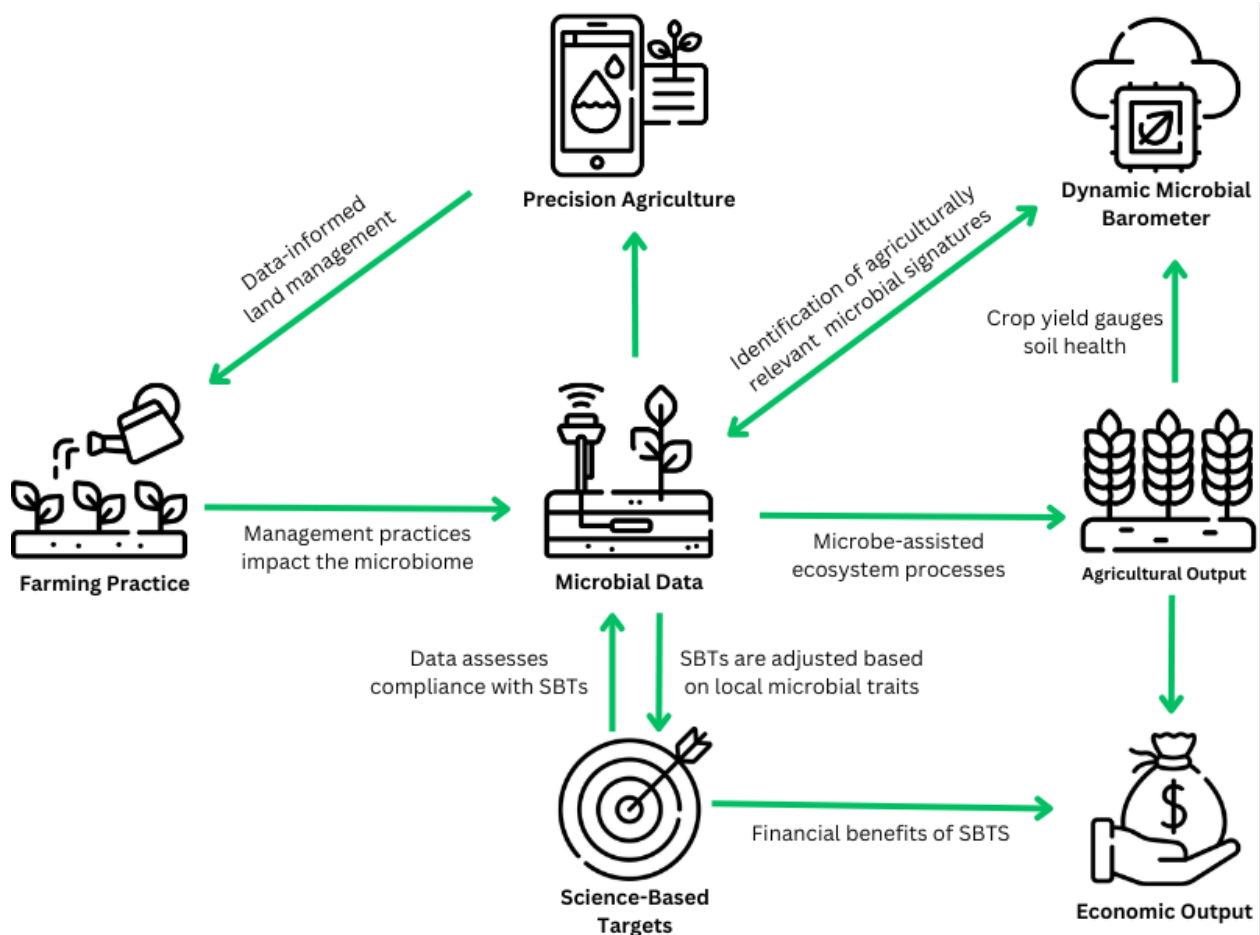 Precision Agriculture
Dynamic Microbial
Barometer
Data-informed
land management
Identification of agriculturally
relevant microbial signatures
Crop yield gauges
soil health
Farming Practice
Management practices
impact the microbiome
Microbial Data
Microbe-assisted
ecosystem processes
Agricultural Output
Data assesses
compliance with SBTs
SBTs are adjusted based
on local microbial traits
$
Financial benefits of SBTS
Science-Based
Targets
Economic Output